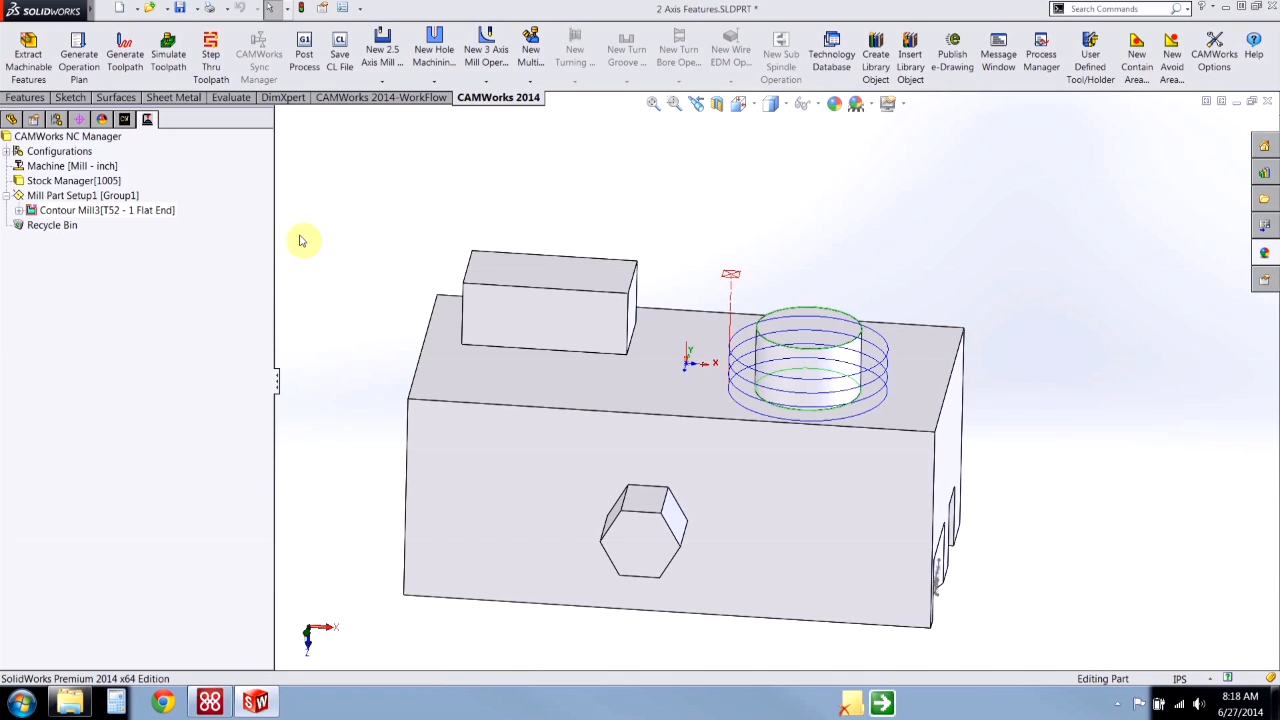 SOLIDWORKS
2 Axis Features.SLDPRT *
Search Commands
Extract Machinable Features
Generate Operation Plan
Generate Toolpath
Simulate Toolpath
Step Thru Toolpath
CAMWorks Sync Manager
Post Process
Save CL File
New 2.5 Axis Mill ...
New Hole Machinin...
New 3 Axis Mill Oper...
New Multi...
New Turning ...
New Turn Groove ...
New Turn Bore Ope...
New Wire EDM Op...
New Sub Spindle Operation
Technology Database
Create Library Object
Insert Library Object
Publish e-Drawing
Message Window
Process Manager
User Defined Tool/Holder
New Contain Area...
New Avoid Area...
CAMWorks Options
Help
Features
Sketch
Surfaces
Sheet Metal
Evaluate
DimXpert
CAMWorks 2014-WorkFlow
CAMWorks 2014
CAMWorks NC Manager
Configurations
Machine [Mill - inch]
Stock Manager[1005]
Mill Part Setup1 [Group1]
Contour Mill3[T52 - 1 Flat End]
Recycle Bin
Y
X
X
Z
SolidWorks Premium 2014 x64 Edition
Editing Part
IPS
8:18 AM
6/27/2014